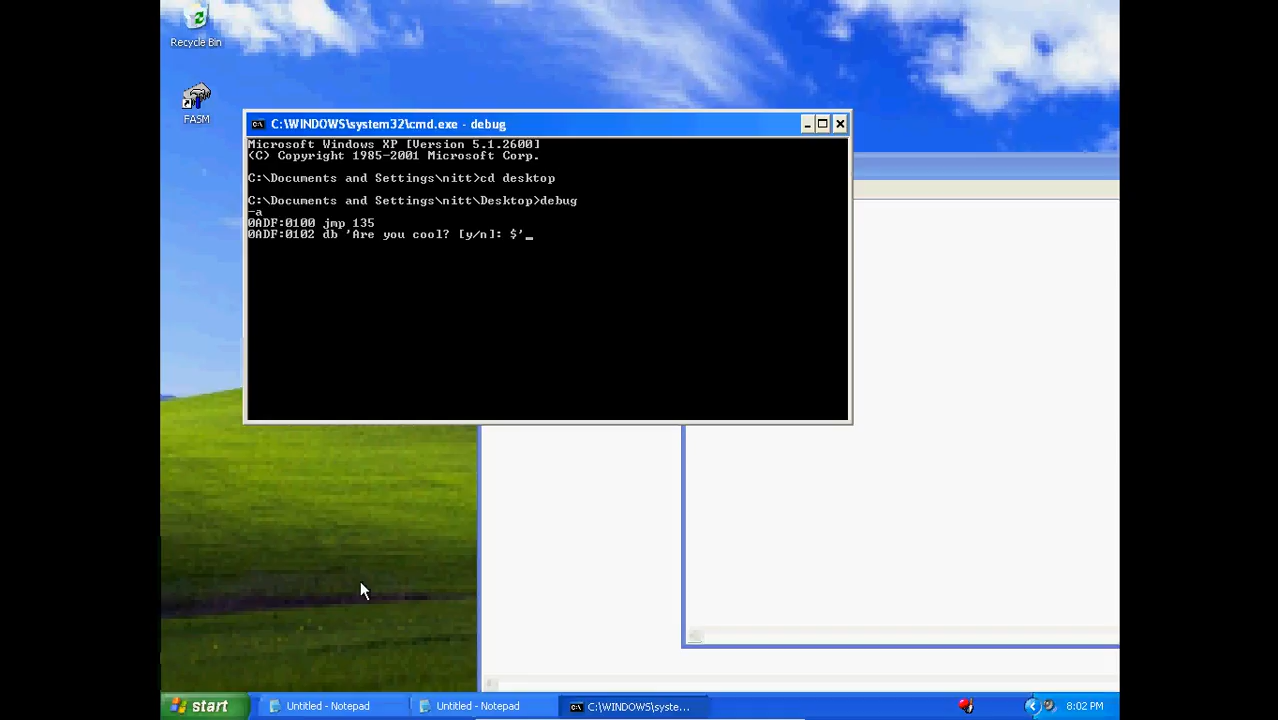 Recycle Bin
FASM
C:\WINDOWS\system32\cmd.exe - debug
Microsoft Windows XP [Version 5.1.2600]
(C) Copyright 1985-2001 Microsoft Corp.
C:\Documents and Settings\nitt>cd desktop
C:\Documents and Settings\nitt\Desktop>debug
-a
0ADF:0100 jmp 135
0ADF:0102 db 'Are you cool? [y/n]: $'_
start
Untitled - Notepad
Untitled - Notepad
C:\WINDOWS\syste...
8:02 PM